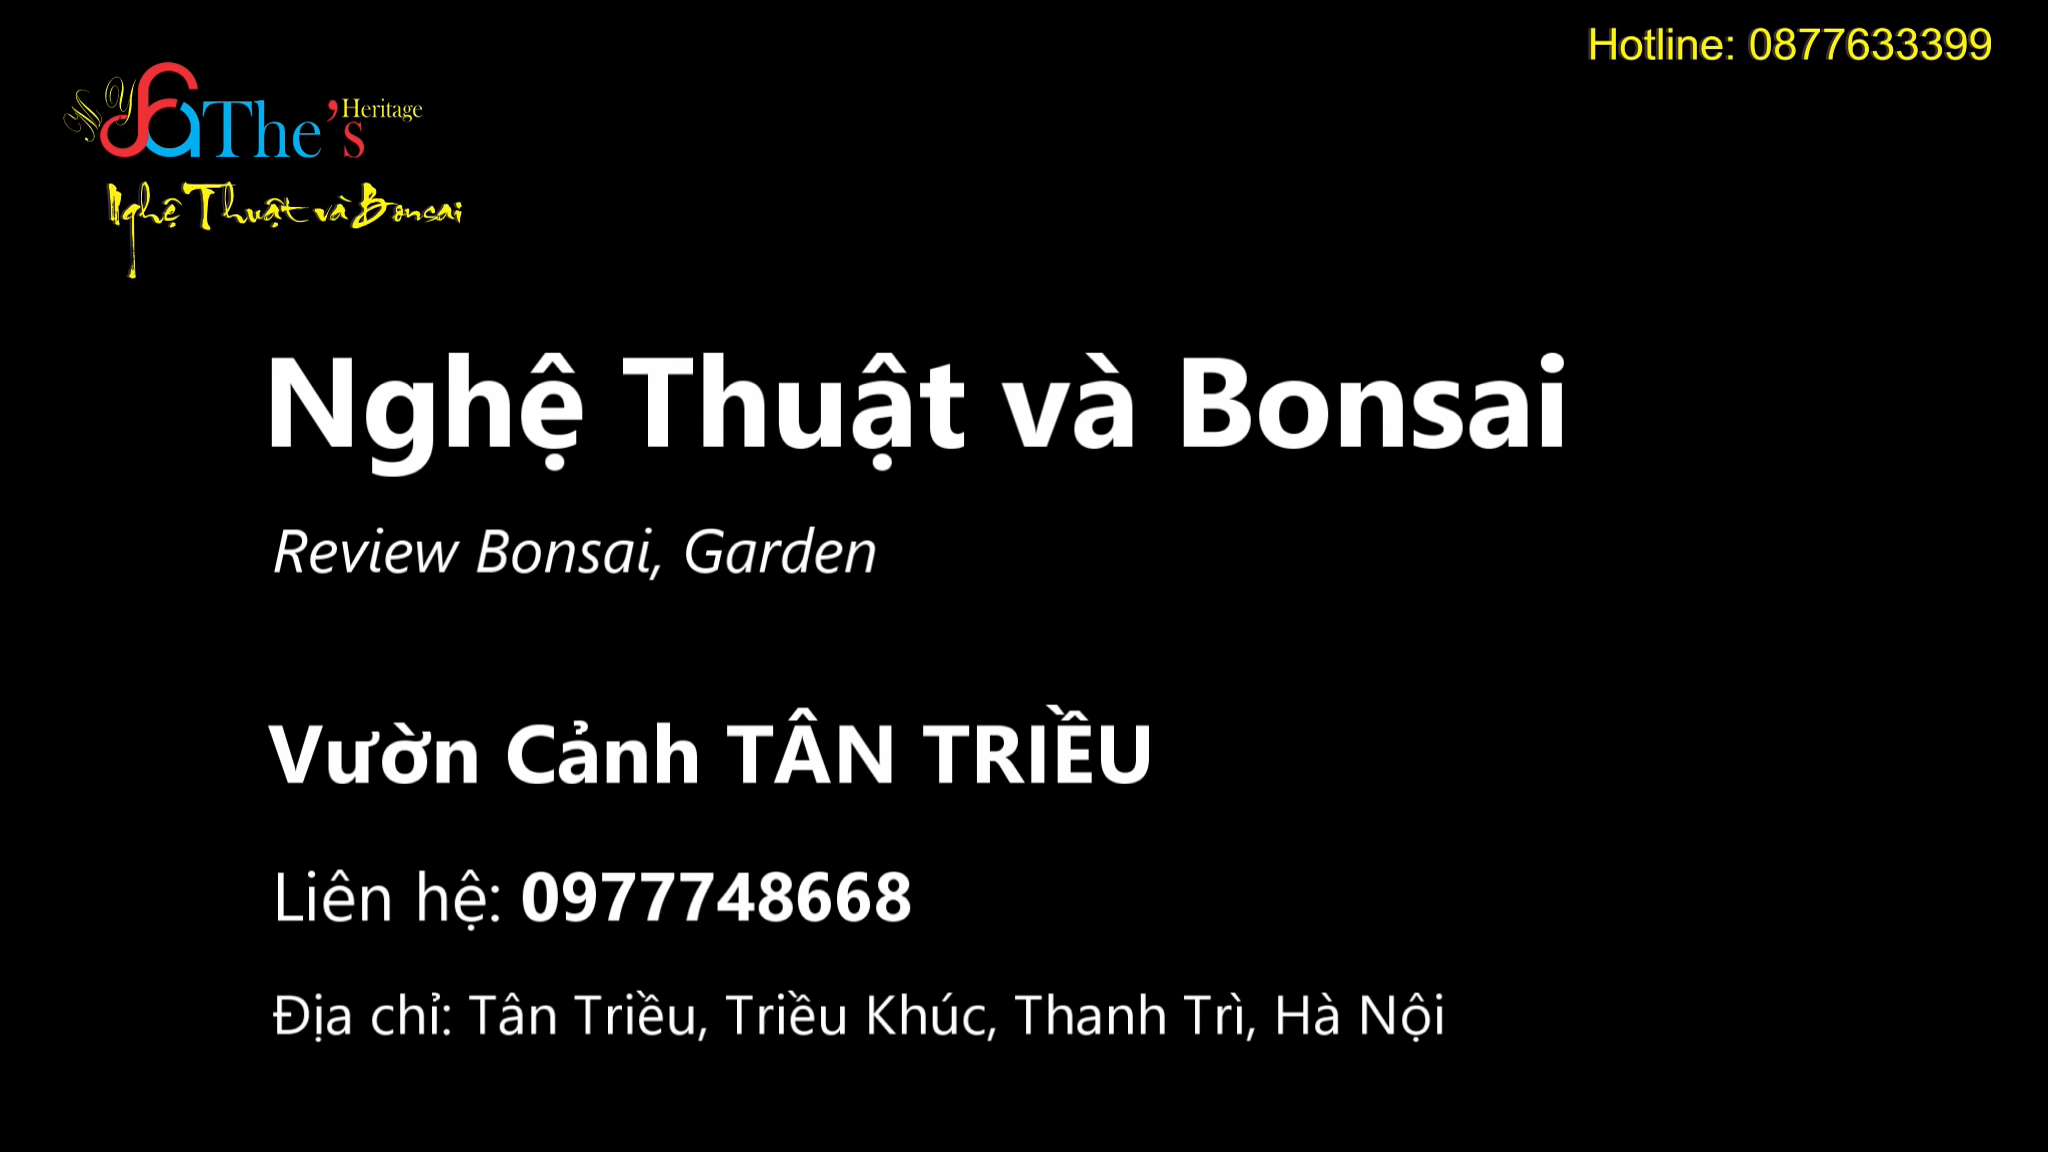 Hotline: 0877633399
The's Heritage
Nghệ Thuật và Bonsai
Nghệ Thuật và Bonsai
Review Bonsai, Garden
Vườn Cảnh TÂN TRIỀU
Liên hệ: 0977748668
Địa chỉ: Tân Triều, Triều Khúc, Thanh Trì, Hà Nội